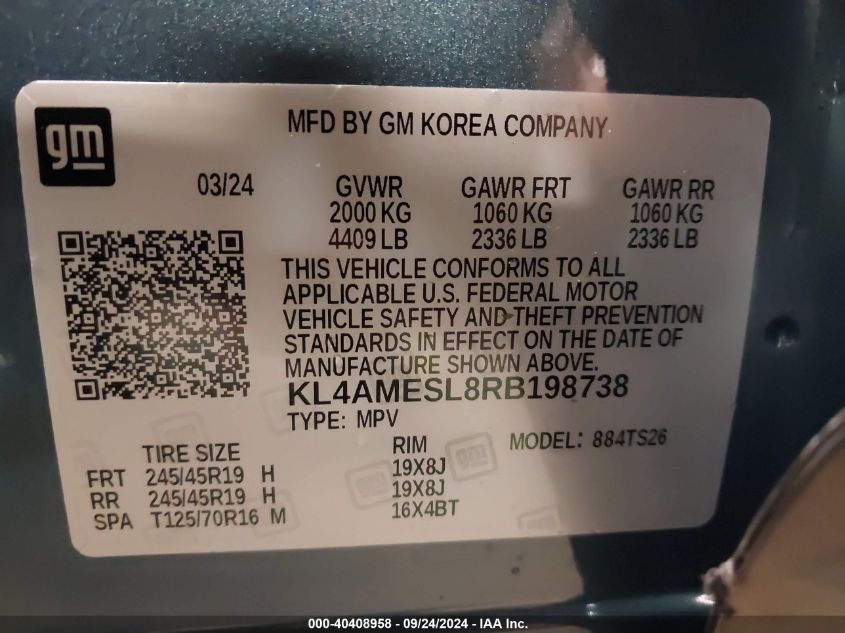 gm
MFD BY GM KOREA COMPANY
03/24 GVWR GAWR FRT GAWR RR
2000 KG 1060 KG 1060 KG
4409 LB 2336 LB 2336 LB
THIS VEHICLE CONFORMS TO ALL
APPLICABLE U.S. FEDERAL MOTOR
VEHICLE SAFETY AND THEFT PREVENTION
STANDARDS IN EFFECT ON THE DATE OF
MANUFACTURE SHOWN ABOVE.
KL4AMESL8RB198738
TYPE: MPV MODEL: 884TS26
TIRE SIZE RIM
FRT 245/45R19 H 19X8J
RR 245/45R19 H 19X8J
SPA T125/70R16 M 16X4BT
000-40408958 - 09/24/2024 - IAA Inc.